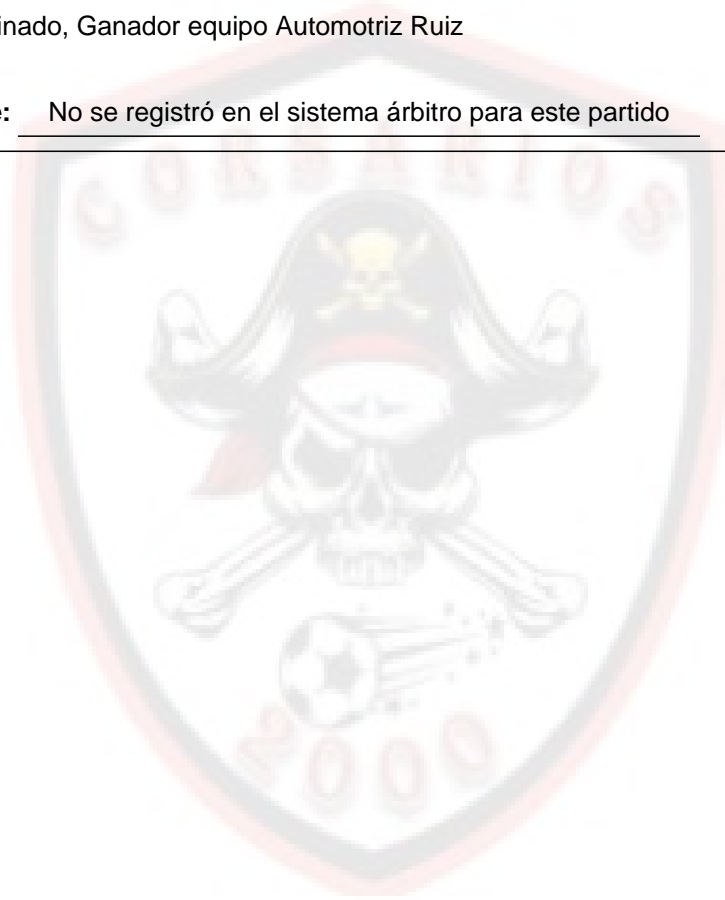 inado, Ganador equipo Automotriz Ruiz
e: No se registró en el sistema árbitro para este partido
CORSARIOS
2000